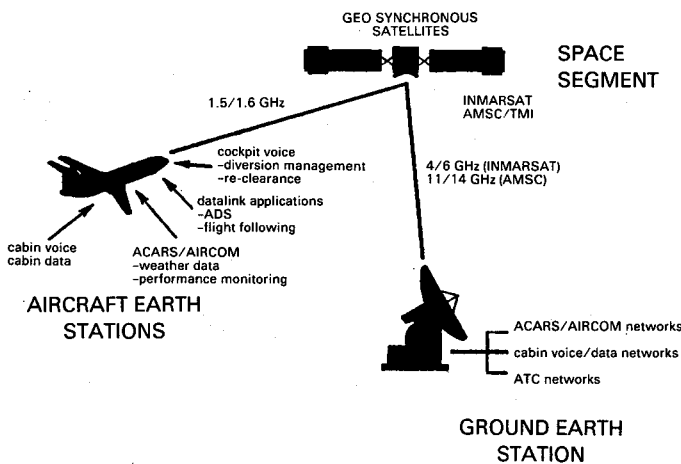 GEO SYNCHRONOUS
SATELLITES
SPACE
SEGMENT
1.5/1.6 GHz
INMARSAT
AMSC/TMI
cockpit voice
-diversion management
-re-clearance
4/6 GHz (INMARSAT)
11/14 GHz (AMSC)
datalink applications
-ADS
-flight following
cabin voice
cabin data
ACARS/AIRCOM
-weather data
-performance monitoring
AIRCRAFT EARTH
STATIONS
ACARS/AIRCOM networks
cabin voice/data networks
ATC networks
GROUND EARTH
STATION